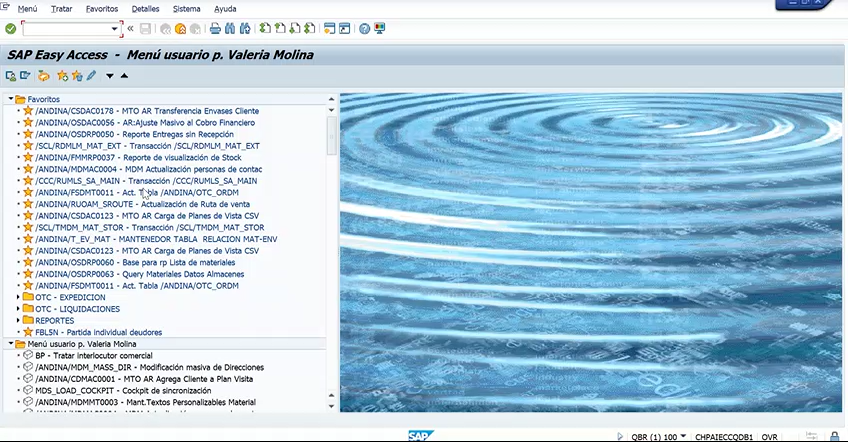 Menú Tratar Favoritos Detalles Sistema Ayuda
SAP Easy Access - Menú usuario p. Valeria Molina
Favoritos
/ANDINA/CSDAC0178 - MTO AR Transferencia Envases Cliente
/ANDINA/OSDAC0056 - AR:Ajuste Masivo al Cobro Financiero
/ANDINA/OSDRP0050 - Reporte Entregas sin Recepción
/SCL/RDMLM_MAT_EXT - Transacción /SCL/RDMLM_MAT_EXT
/ANDINA/FMMRP0037 - Reporte de visualización de Stock
/ANDINA/MDMAC0004 - MDM Actualización personas de contac
/CCC/RUMLS_SA_MAIN - Transacción /CCC/RUMLS_SA_MAIN
/ANDINA/FSDMT0011 - Act. Tabla /ANDINA/OTC_ORDM
/ANDINA/RUOAM_SROUTE - Actualización de Ruta de venta
/ANDINA/CSDAC0123 - MTO AR Carga de Planes de Vista CSV
/SCL/TMDM_MAT_STOR - Transacción /SCL/TMDM_MAT_STOR
/ANDINA/T_EV_MAT - MANTENEDOR TABLA RELACION MAT-ENV
/ANDINA/CSDAC0123 - MTO AR Carga de Planes de Vista CSV
/ANDINA/OSDRP0060 - Base para rp Lista de materiales
/ANDINA/OSDRP0063 - Query Materiales Datos Almacenes
/ANDINA/FSDMT0011 - Act. Tabla /ANDINA/OTC_ORDM
OTC - EXPEDICION
OTC - LIQUIDACIONES
REPORTES
FBL5N - Partida individual deudores
Menú usuario p. Valeria Molina
BP - Tratar interlocutor comercial
/ANDINA/MDM_MASS_DIR - Modificación masiva de Direcciones
/ANDINA/CDMAC0001 - MTO AR Agrega Cliente a Plan Visita
MDS_LOAD_COCKPIT - Cockpit de sincronización
/ANDINA/MDMMT0003 - Mant.Textos Personalizables Material
SAP QBR (1) 100 CHPAIECCQDB1 OVR